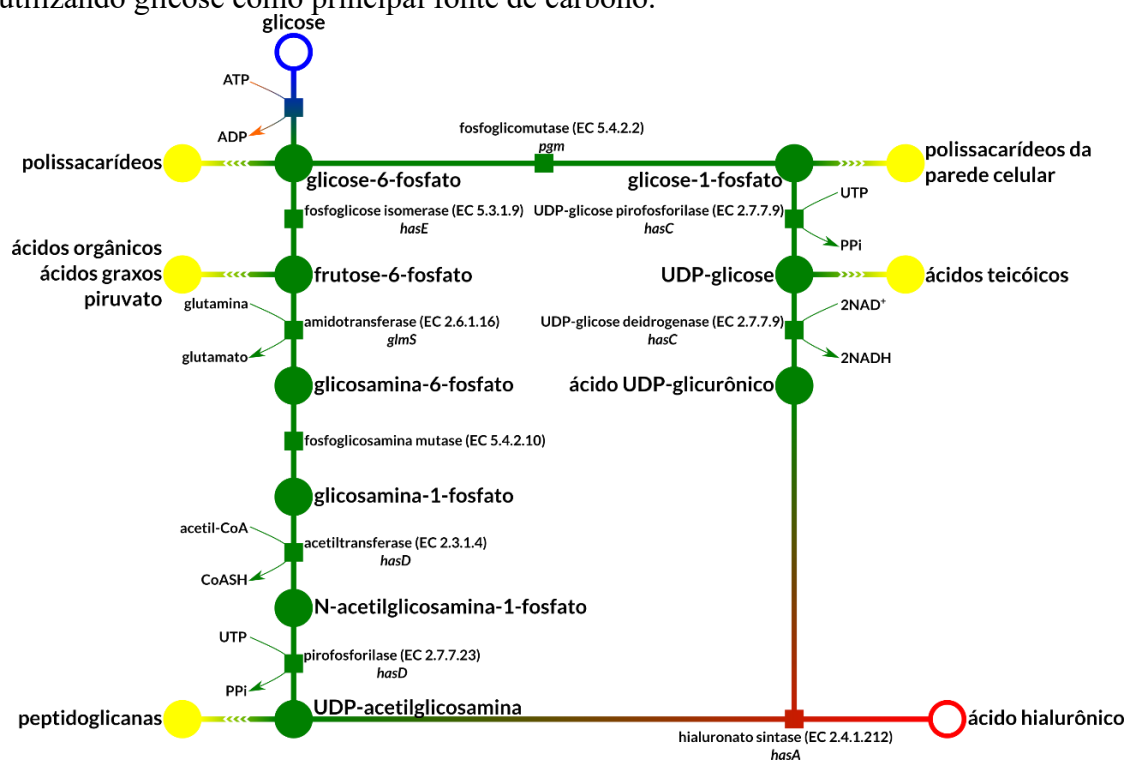 utilizando glicose como principal fonte de carbono.
glicose
ATP
ADP
fosfoglicomutase (EC 5.4.2.2)
pgm
polissacarídeos
glicose-6-fosfato
glicose-1-fosfato
polissacarídeos da
parede celular
fosfoglicose isomerase (EC 5.3.1.9)
hasE
UDP-glicose pirofosforilase (EC 2.7.7.9)
hasC
UTP
PPi
ácidos orgânicos
ácidos graxos
piruvato
frutose-6-fosfato
UDP-glicose
ácidos teicóicos
glutamina
glutamato
amidotransferase (EC 2.6.1.16)
glmS
UDP-glicose deidrogenase (EC 2.7.7.9)
hasC
2NAD⁺
2NADH
glicosamina-6-fosfato
ácido UDP-glicurônico
fosfoglicosamina mutase (EC 5.4.2.10)
glicosamina-1-fosfato
acetil-CoA
CoASH
acetiltransferase (EC 2.3.1.4)
hasD
N-acetilglicosamina-1-fosfato
UTP
PPi
pirofosforilase (EC 2.7.7.23)
hasD
peptidoglicanas
UDP-acetilglicosamina
ácido hialurônico
hialuronato sintase (EC 2.4.1.212)
hasA